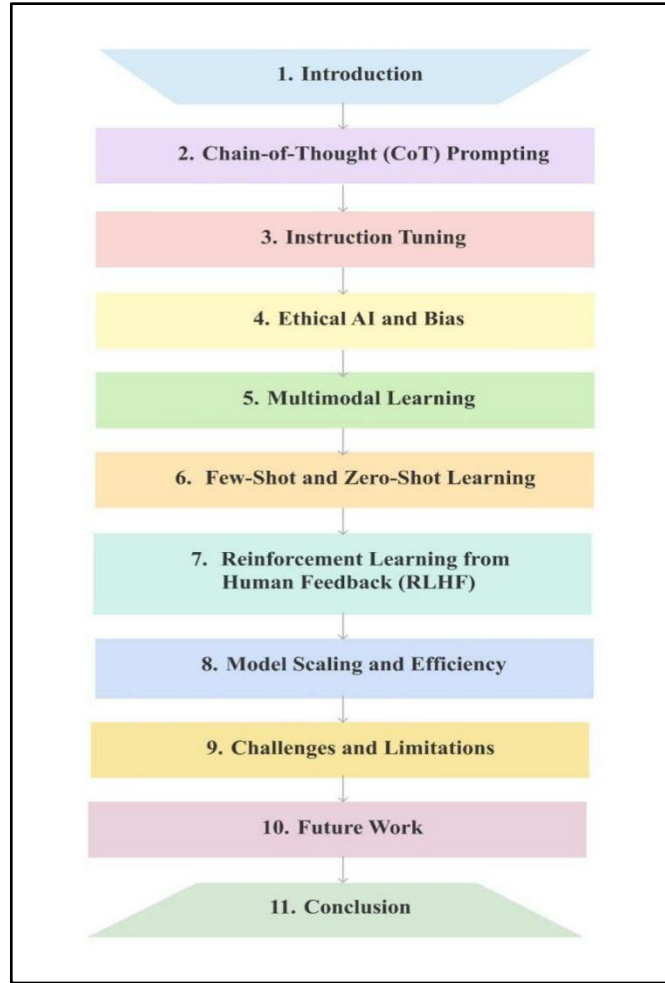 1. Introduction
2. Chain-of-Thought (CoT) Prompting
3. Instruction Tuning
4. Ethical AI and Bias
5. Multimodal Learning
6. Few-Shot and Zero-Shot Learning
7. Reinforcement Learning from
Human Feedback (RLHF)
8. Model Scaling and Efficiency
9. Challenges and Limitations
10. Future Work
11. Conclusion